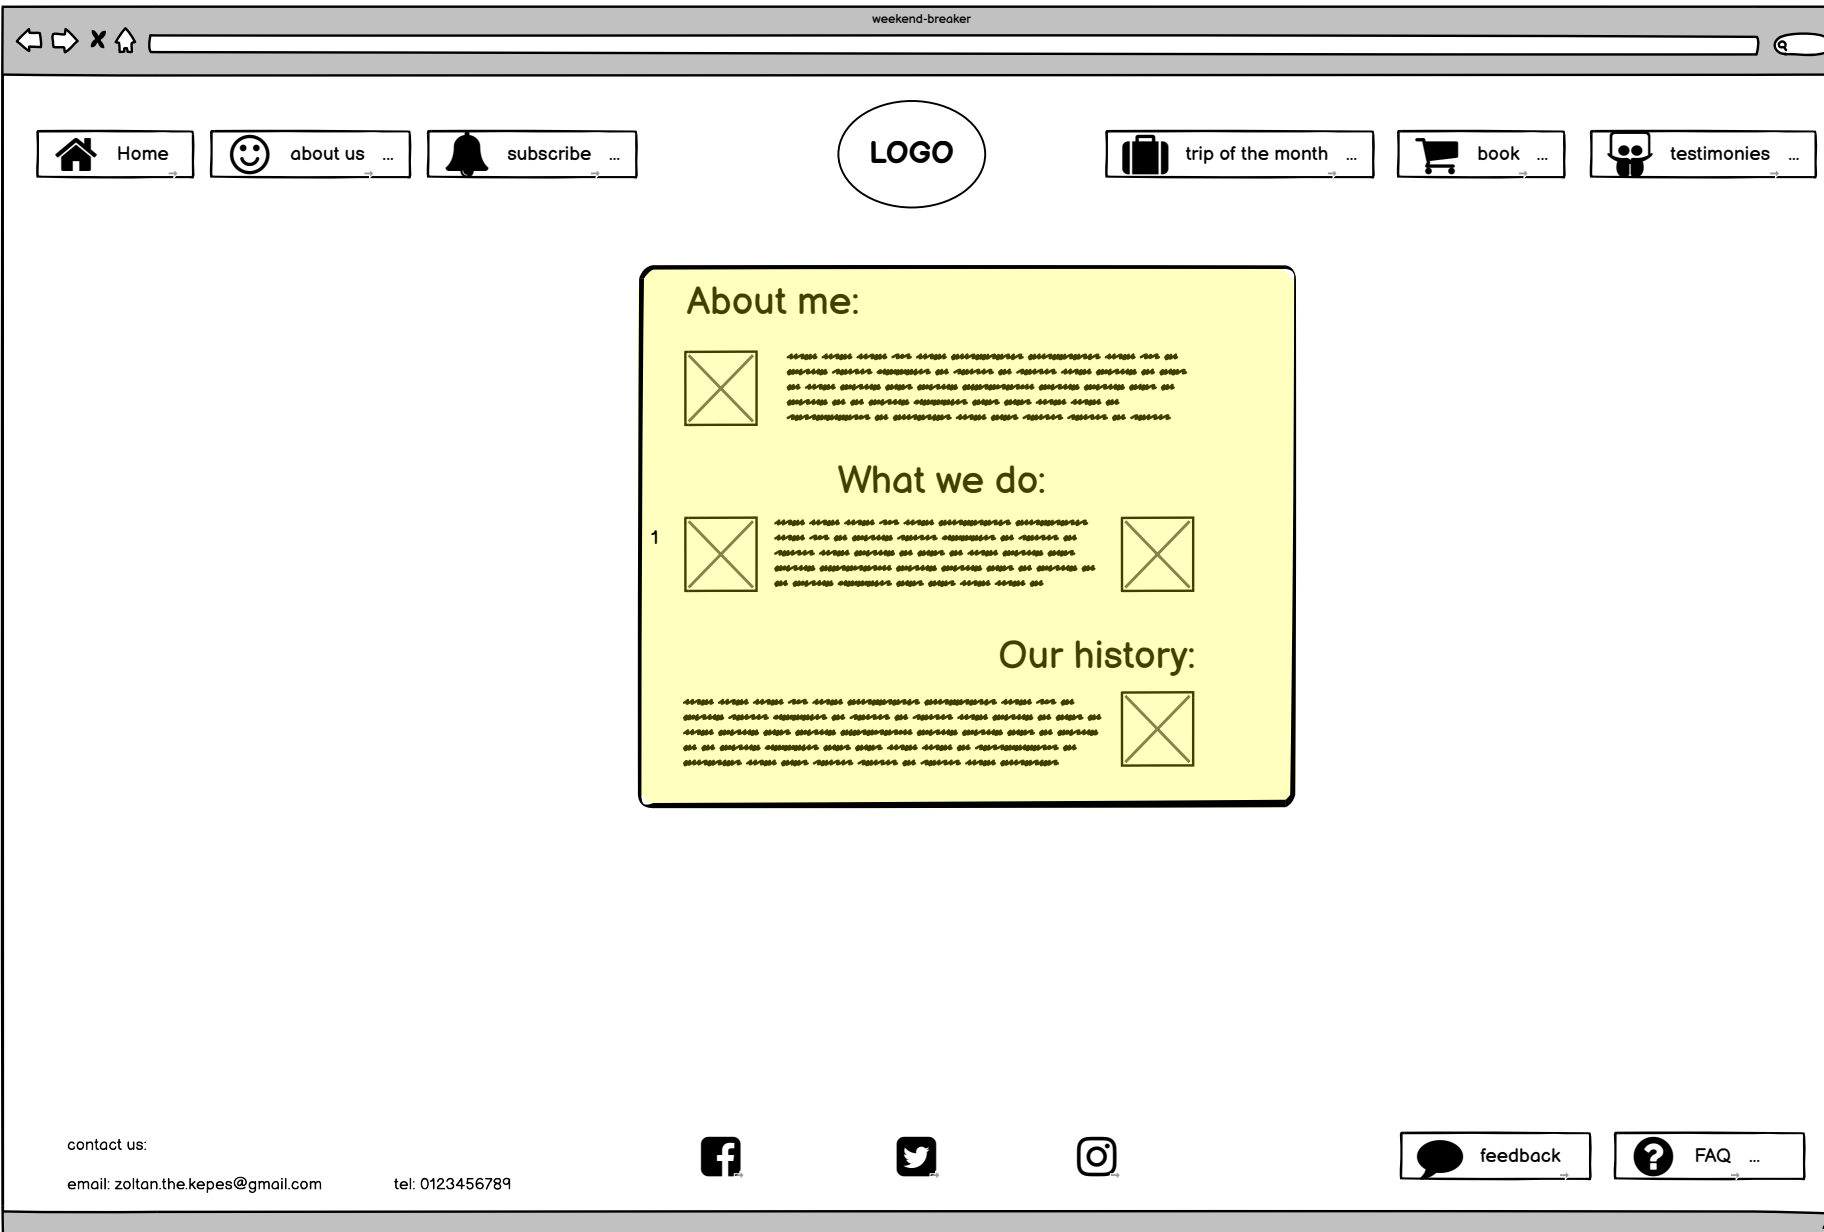 weekend-breaker
Home
about us ...
subscribe ...
LOGO
trip of the month ...
book ...
testimonies ...
About me:
What we do:
1
Our history:
contact us:
email: zoltan.the.kepes@gmail.com
tel: 0123456789
feedback
FAQ ...